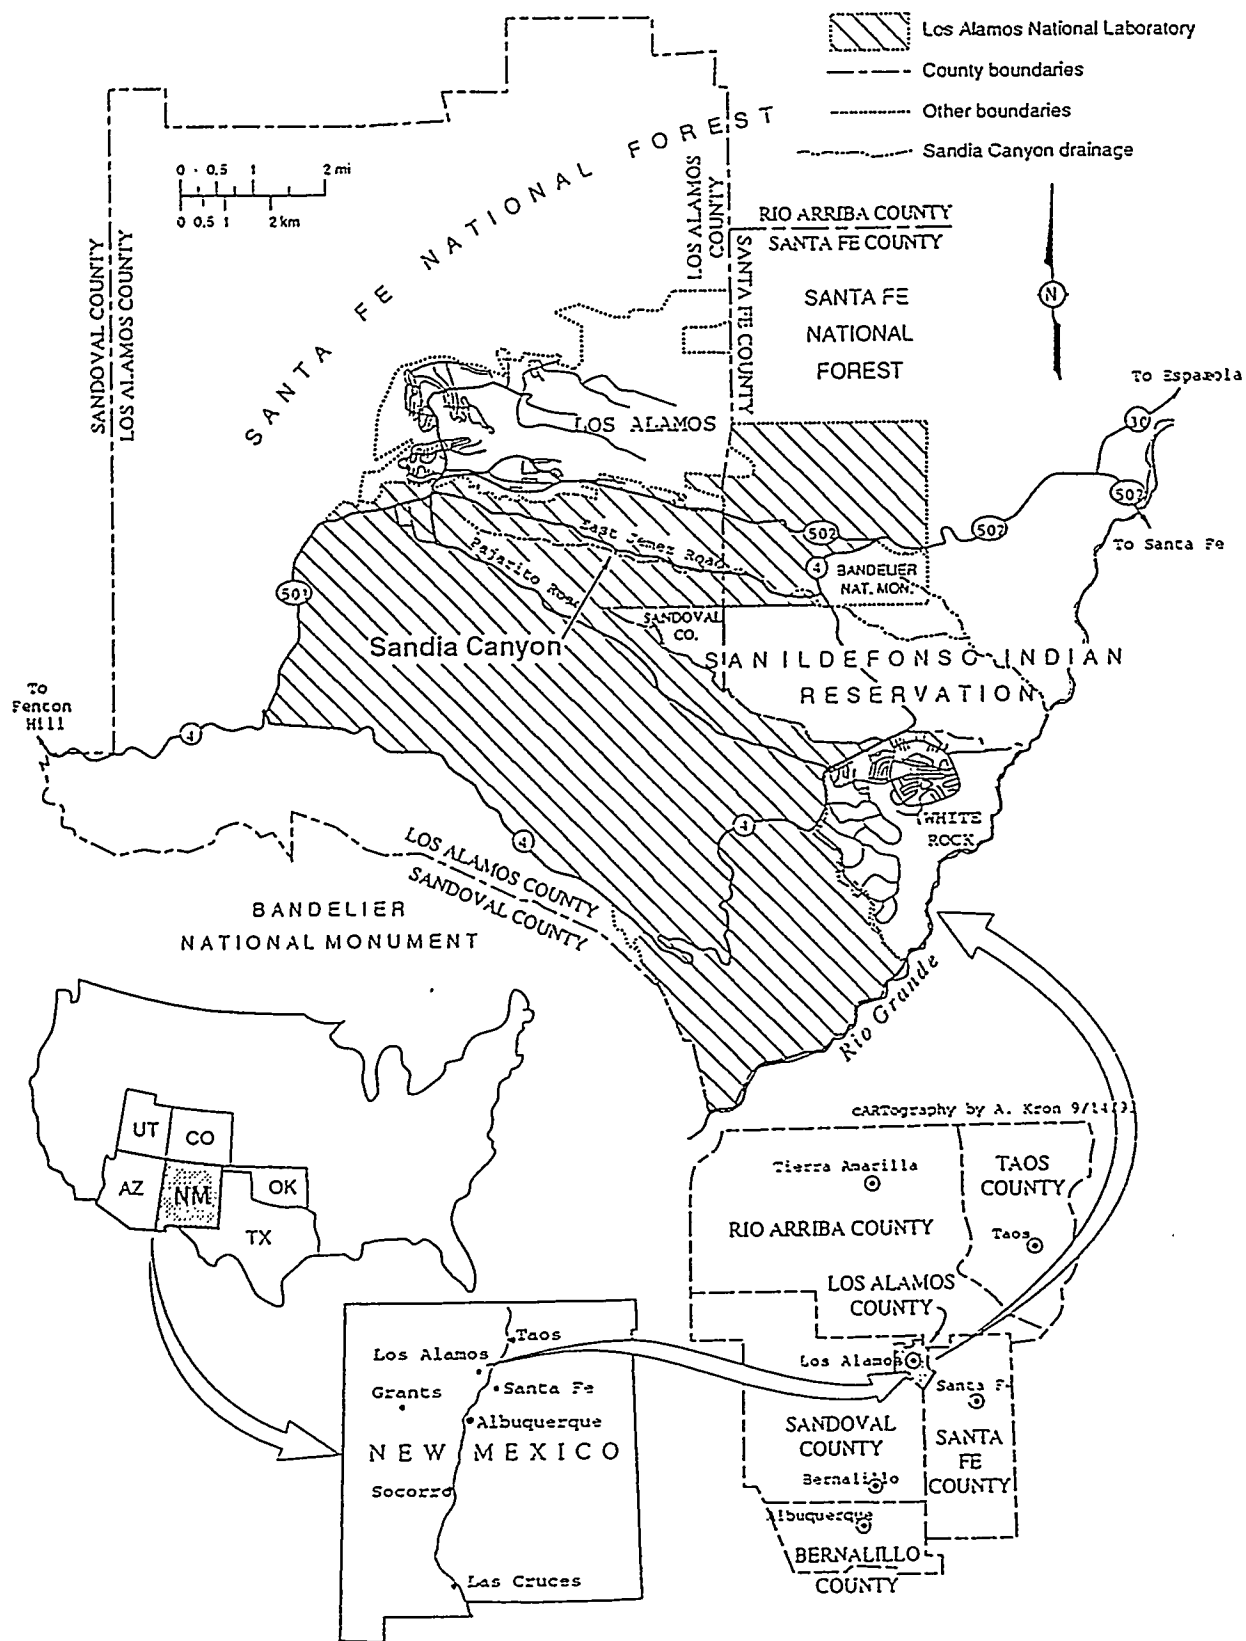 Los Alamos National Laboratory
County boundaries
Other boundaries
Sandia Canyon drainage
0 0.5 1 2 mi
0 0.5 1 2 km
SANTA FE NATIONAL FOREST
SANDOVAL COUNTY
LOS ALAMOS COUNTY
LOS ALAMOS
COUNTY
RIO ARRIBA COUNTY
SANTA FE COUNTY
SANTA FE COUNTY
SANTA FE
NATIONAL
FOREST
N
To Española
30
502
To Santa Fe
LOS ALAMOS
502
502
East Jemez Road
Pajarito Road
4
BANDELIER
NAT. MON.
501
SANDOVAL
CO.
Sandia Canyon
SAN ILDEFONSO INDIAN
RESERVATION
To
Fenton
Hill
4
4
4
WHITE
ROCK
LOS ALAMOS COUNTY
SANDOVAL COUNTY
BANDELIER
NATIONAL MONUMENT
Rio Grande
cARTography by A. Kron
UT
CO
AZ
NM
OK
TX
Tierra Amarilla
TAOS
COUNTY
RIO ARRIBA COUNTY
Taos
LOS ALAMOS
COUNTY
Los Alamos
Santa Fe
SANDOVAL
COUNTY
SANTA
FE
COUNTY
Bernalillo
Albuquerque
BERNALILLO
COUNTY
Taos
Los Alamos
Santa Fe
Grants
Albuquerque
NEW MEXICO
Socorro
Las Cruces